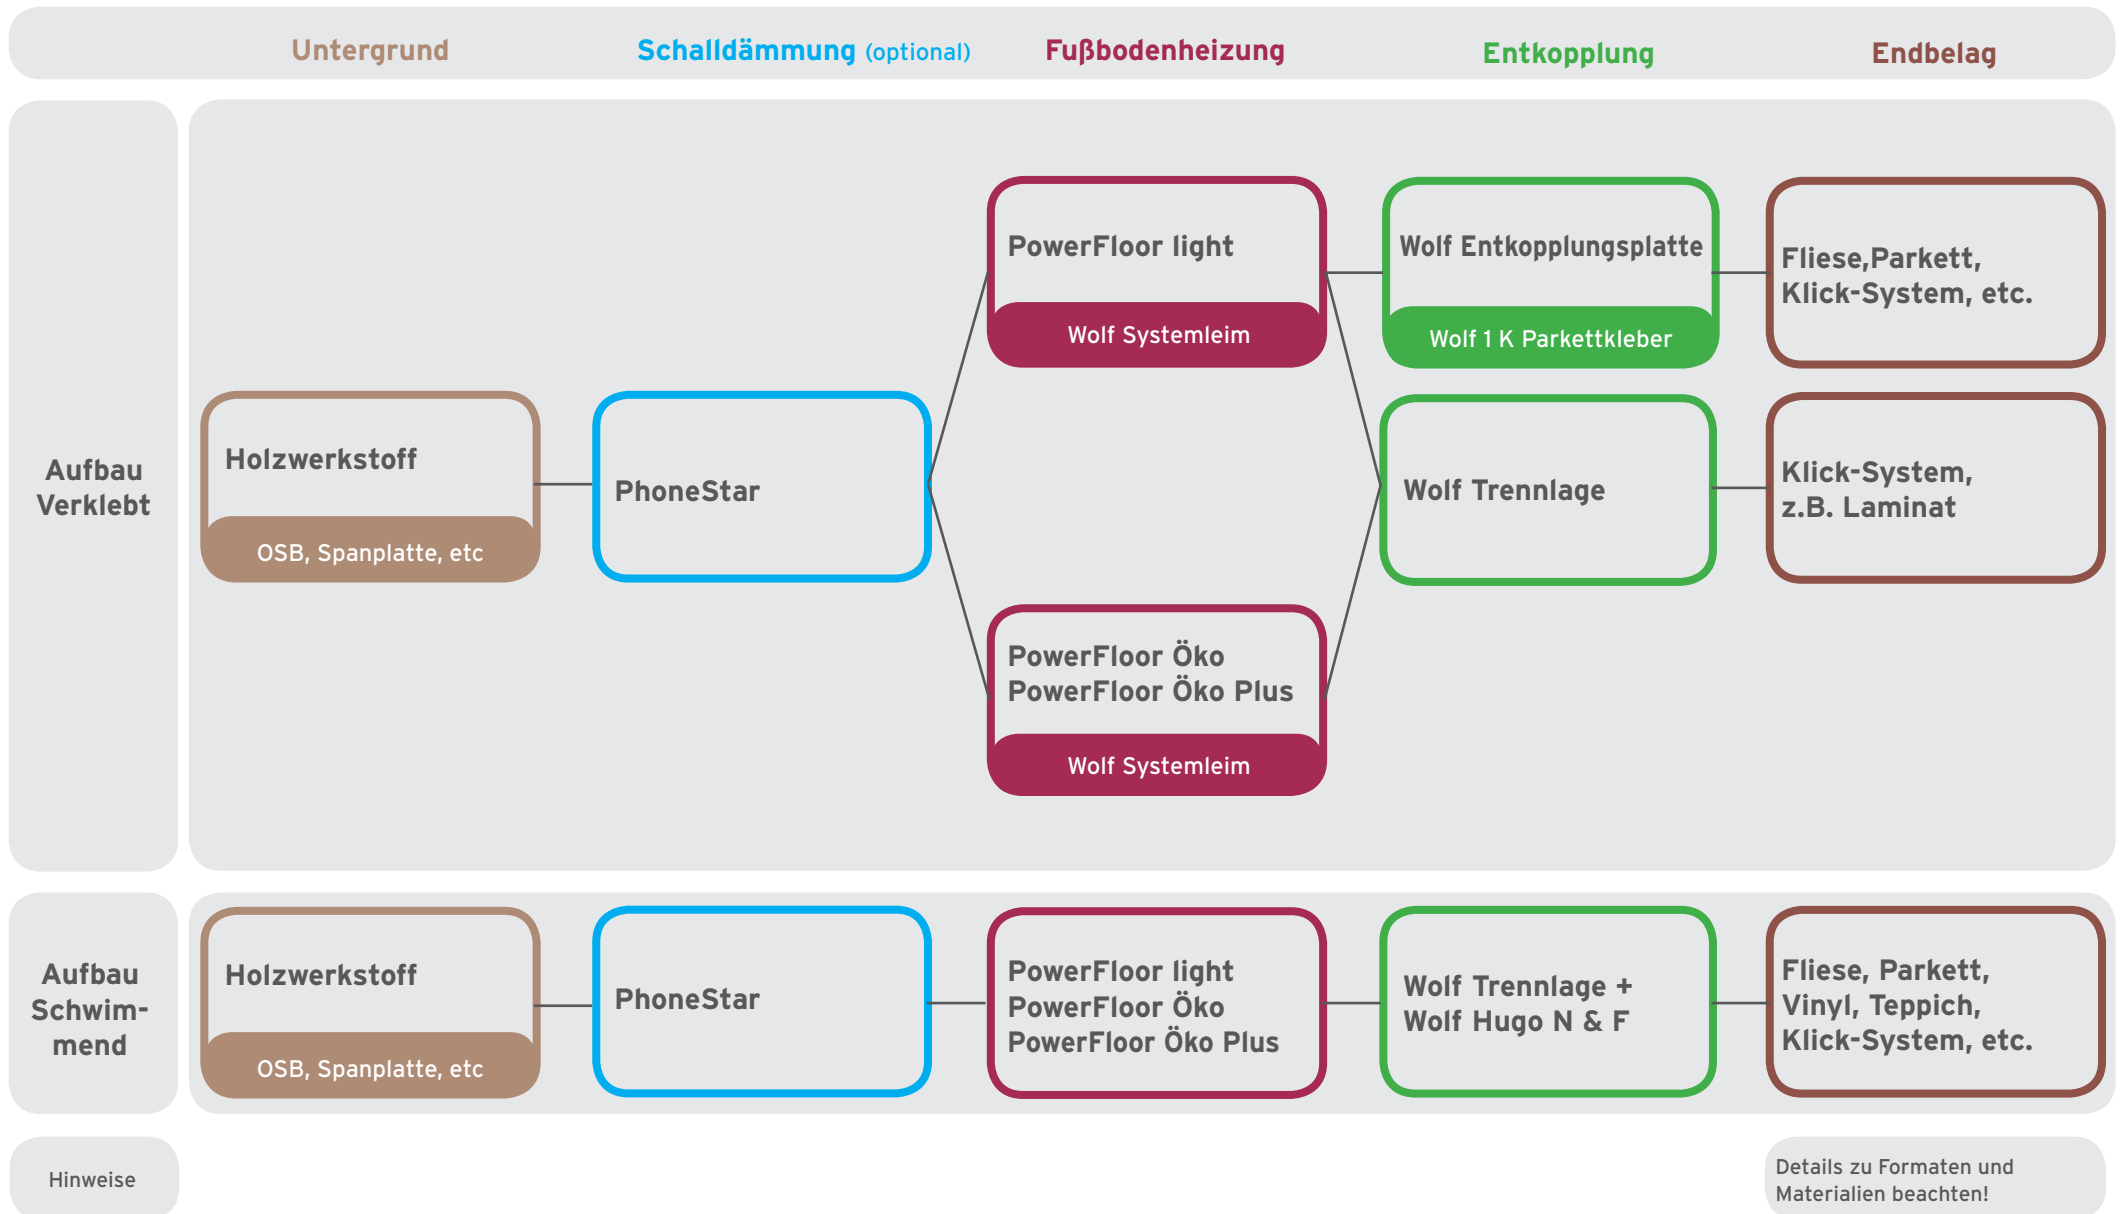 Untergrund
Schalldämmung (optional)
Fußbodenheizung
Entkopplung
Endbelag
Aufbau
Verklebt
Holzwerkstoff
OSB, Spanplatte, etc
PhoneStar
PowerFloor light
Wolf Systemleim
PowerFloor Öko
PowerFloor Öko Plus
Wolf Systemleim
Wolf Entkopplungsplatte
Wolf 1 K Parkettkleber
Wolf Trennlage
Fliese,Parkett,
Klick-System, etc.
Klick-System,
z.B. Laminat
Aufbau
Schwim-
mend
Holzwerkstoff
OSB, Spanplatte, etc
PhoneStar
PowerFloor light
PowerFloor Öko
PowerFloor Öko Plus
Wolf Trennlage +
Wolf Hugo N & F
Fliese, Parkett,
Vinyl, Teppich,
Klick-System, etc.
Hinweise
Details zu Formaten und
Materialien beachten!